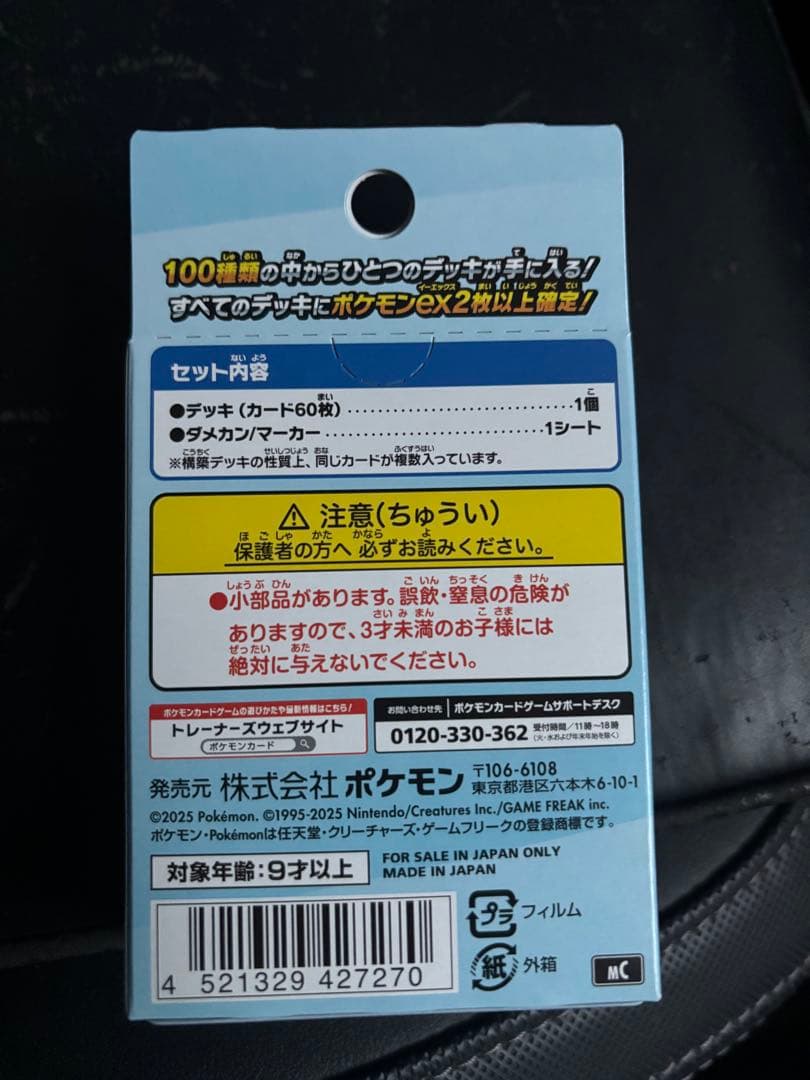 100種類の中からひとつのデッキが手に入る!
すべてのデッキにポケモンex2枚以上確定!
セット内容
●デッキ(カード60枚)…………………………1個
●ダメカン/マーカー…………………………1シート
※構築デッキの性質上、同じカードが複数入っています。
⚠ 注意(ちゅうい)
保護者の方へ 必ずお読みください。
●小部品があります。誤飲・窒息の危険が
ありますので、3才未満のお子様には
絶対に与えないでください。
ポケモンカードゲームの遊びかたや最新情報はこちら!
トレーナーズウェブサイト
ポケモンカード
お問い合わせ先 ポケモンカードゲームサポートデスク
0120-330-362 受付時間/11時~18時
(火・水および年末年始を除く)
発売元 株式会社 ポケモン 〒106-6108
東京都港区六本木6-10-1
©2025 Pokémon. ©1995-2025 Nintendo/Creatures Inc./GAME FREAK inc.
ポケモン・Pokémonは任天堂・クリーチャーズ・ゲームフリークの登録商標です。
対象年齢:9才以上
FOR SALE IN JAPAN ONLY
MADE IN JAPAN
4 521329 427270
プラ フィルム
紙 外箱
MC